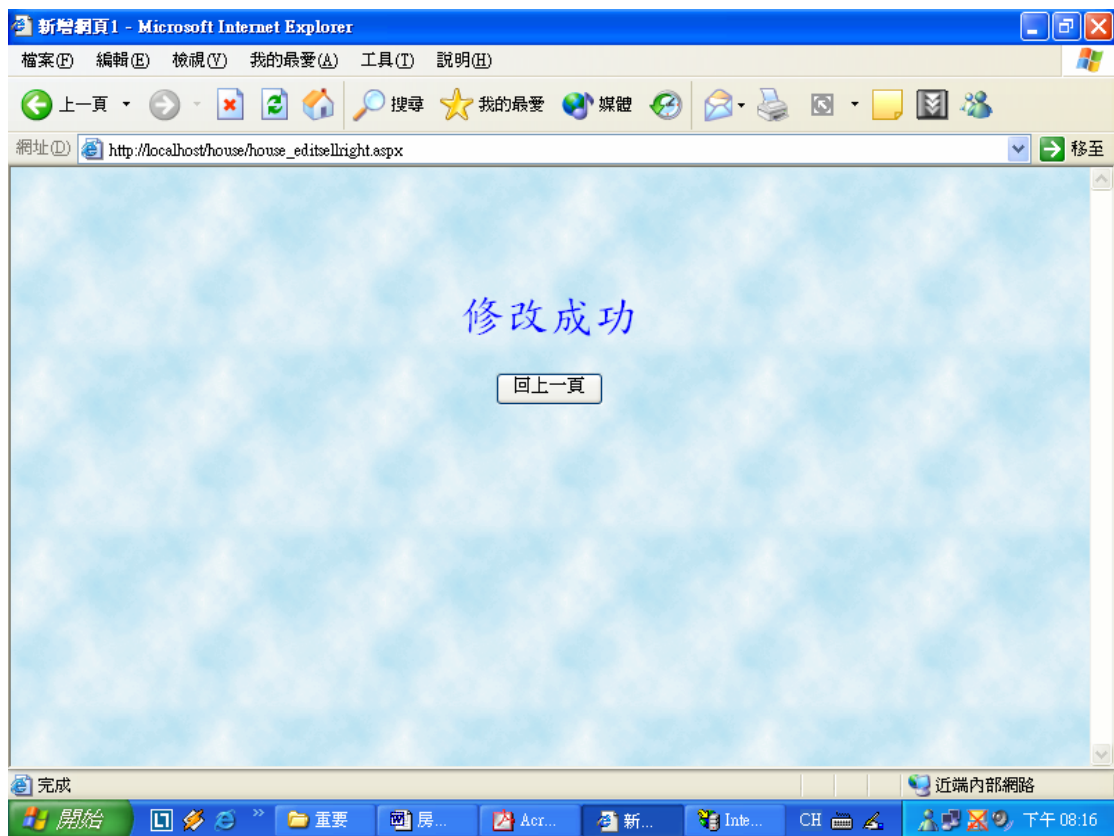 新增網頁1 - Microsoft Internet Explorer
檔案(F) 編輯(E) 檢視(V) 我的最愛(A) 工具(T) 說明(H)
上一頁 搜尋 我的最愛 媒體
網址(D) http://localhost/house/house_editsellright.aspx 移至
修改成功
回上一頁
完成 近端內部網路
開始 重要 房... Acr... 新... Inte... CH 下午 08:16